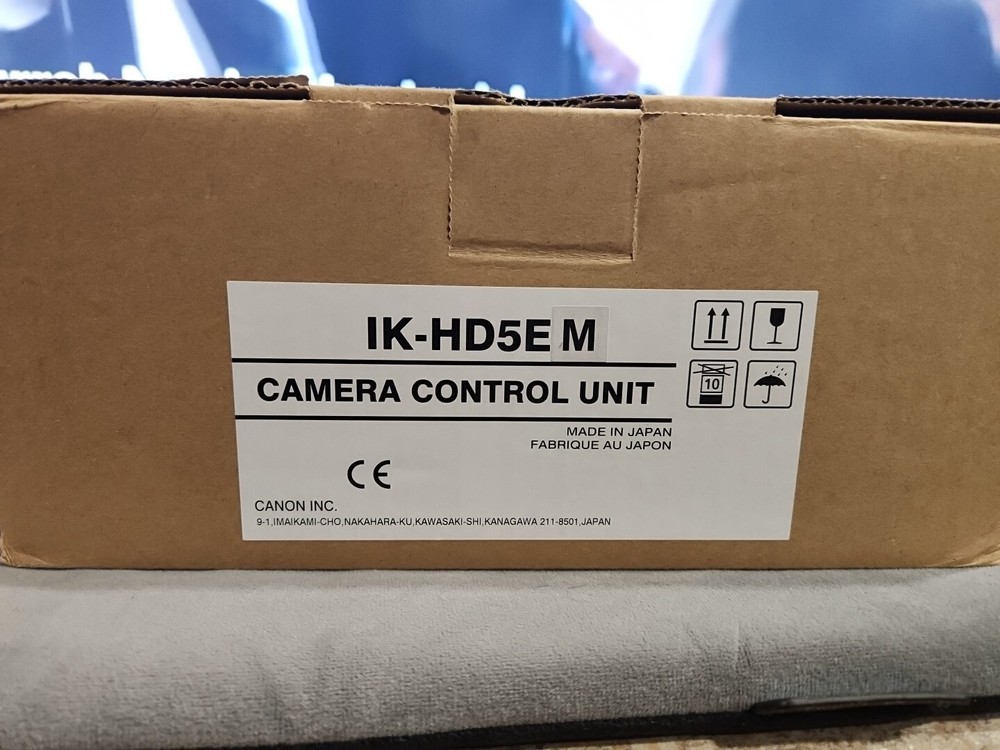 IK-HD5E M
CAMERA CONTROL UNIT
MADE IN JAPAN
FABRIQUE AU JAPON
10
CE
CANON INC.
9-1,IMAIKAMI-CHO,NAKAHARA-KU,KAWASAKI-SHI,KANAGAWA 211-8501,JAPAN